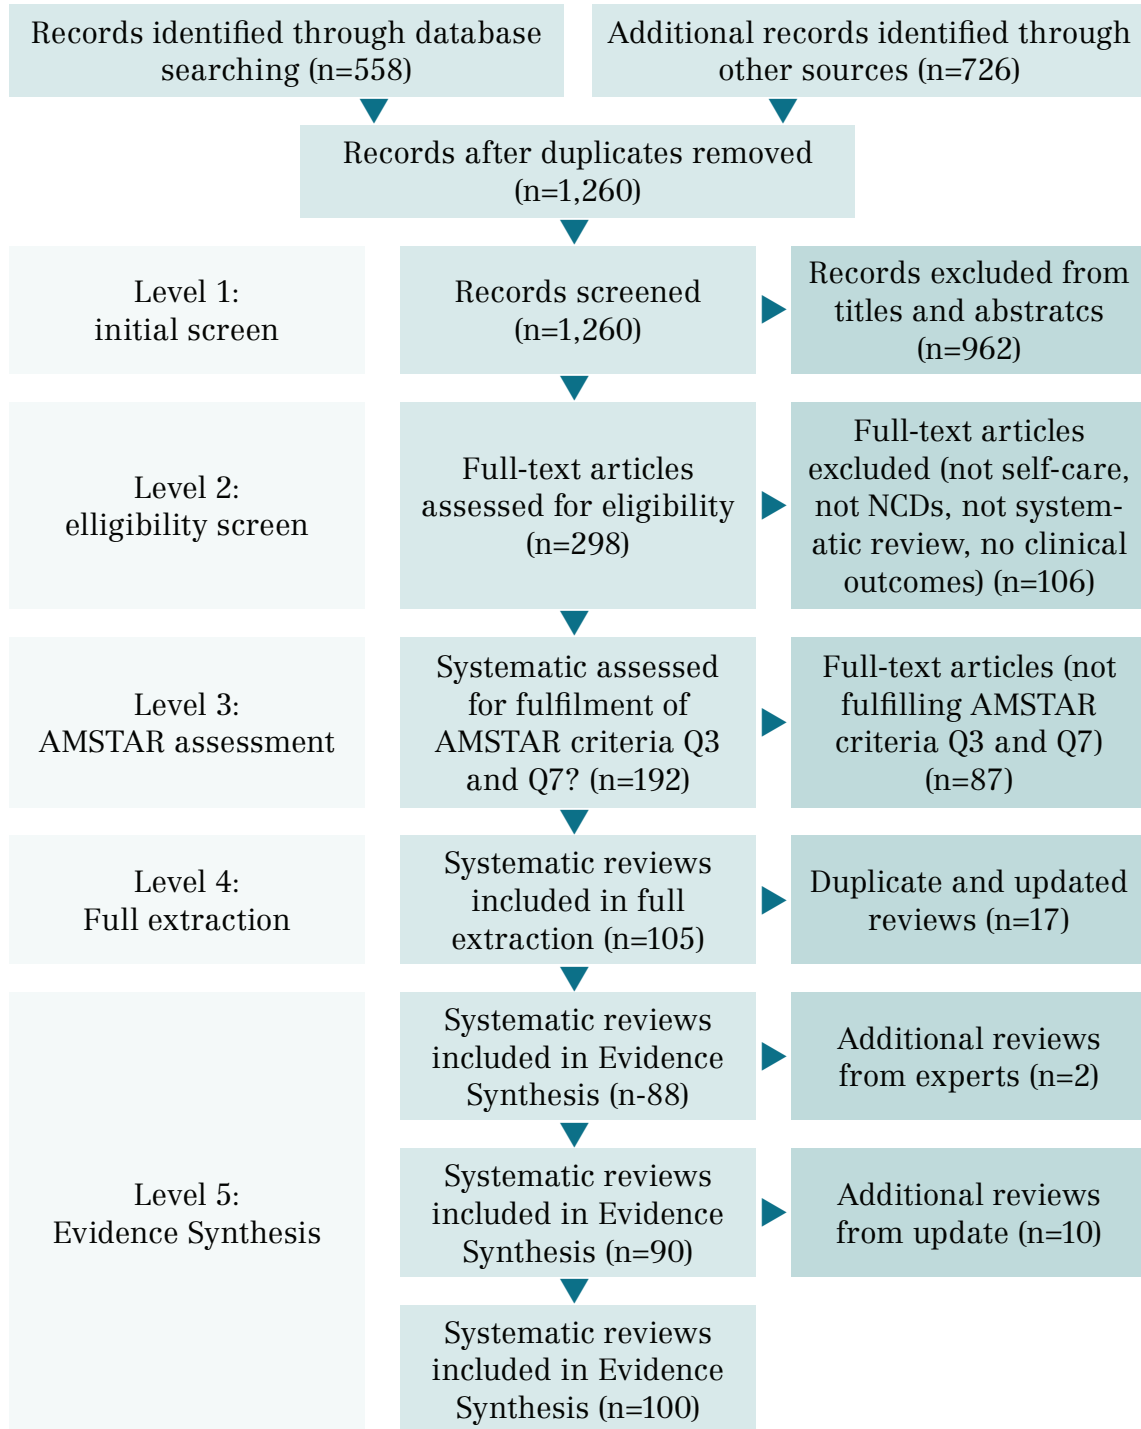 Records identified through database
searching (n=558)
Additional records identified through
other sources (n=726)
Records after duplicates removed
(n=1,260)
Level 1:
initial screen
Records screened
(n=1,260)
Records excluded from
titles and abstratcs
(n=962)
Level 2:
elligibility screen
Full-text articles
assessed for eligibility
(n=298)
Full-text articles
excluded (not self-care,
not NCDs, not system-
atic review, no clinical
outcomes) (n=106)
Level 3:
AMSTAR assessment
Systematic assessed
for fulfilment of
AMSTAR criteria Q3
and Q7? (n=192)
Full-text articles (not
fulfilling AMSTAR
criteria Q3 and Q7)
(n=87)
Level 4:
Full extraction
Systematic reviews
included in full
extraction (n=105)
Duplicate and updated
reviews (n=17)
Level 5:
Evidence Synthesis
Systematic reviews
included in Evidence
Synthesis (n-88)
Additional reviews
from experts (n=2)
Systematic reviews
included in Evidence
Synthesis (n=90)
Additional reviews
from update (n=10)
Systematic reviews
included in Evidence
Synthesis (n=100)